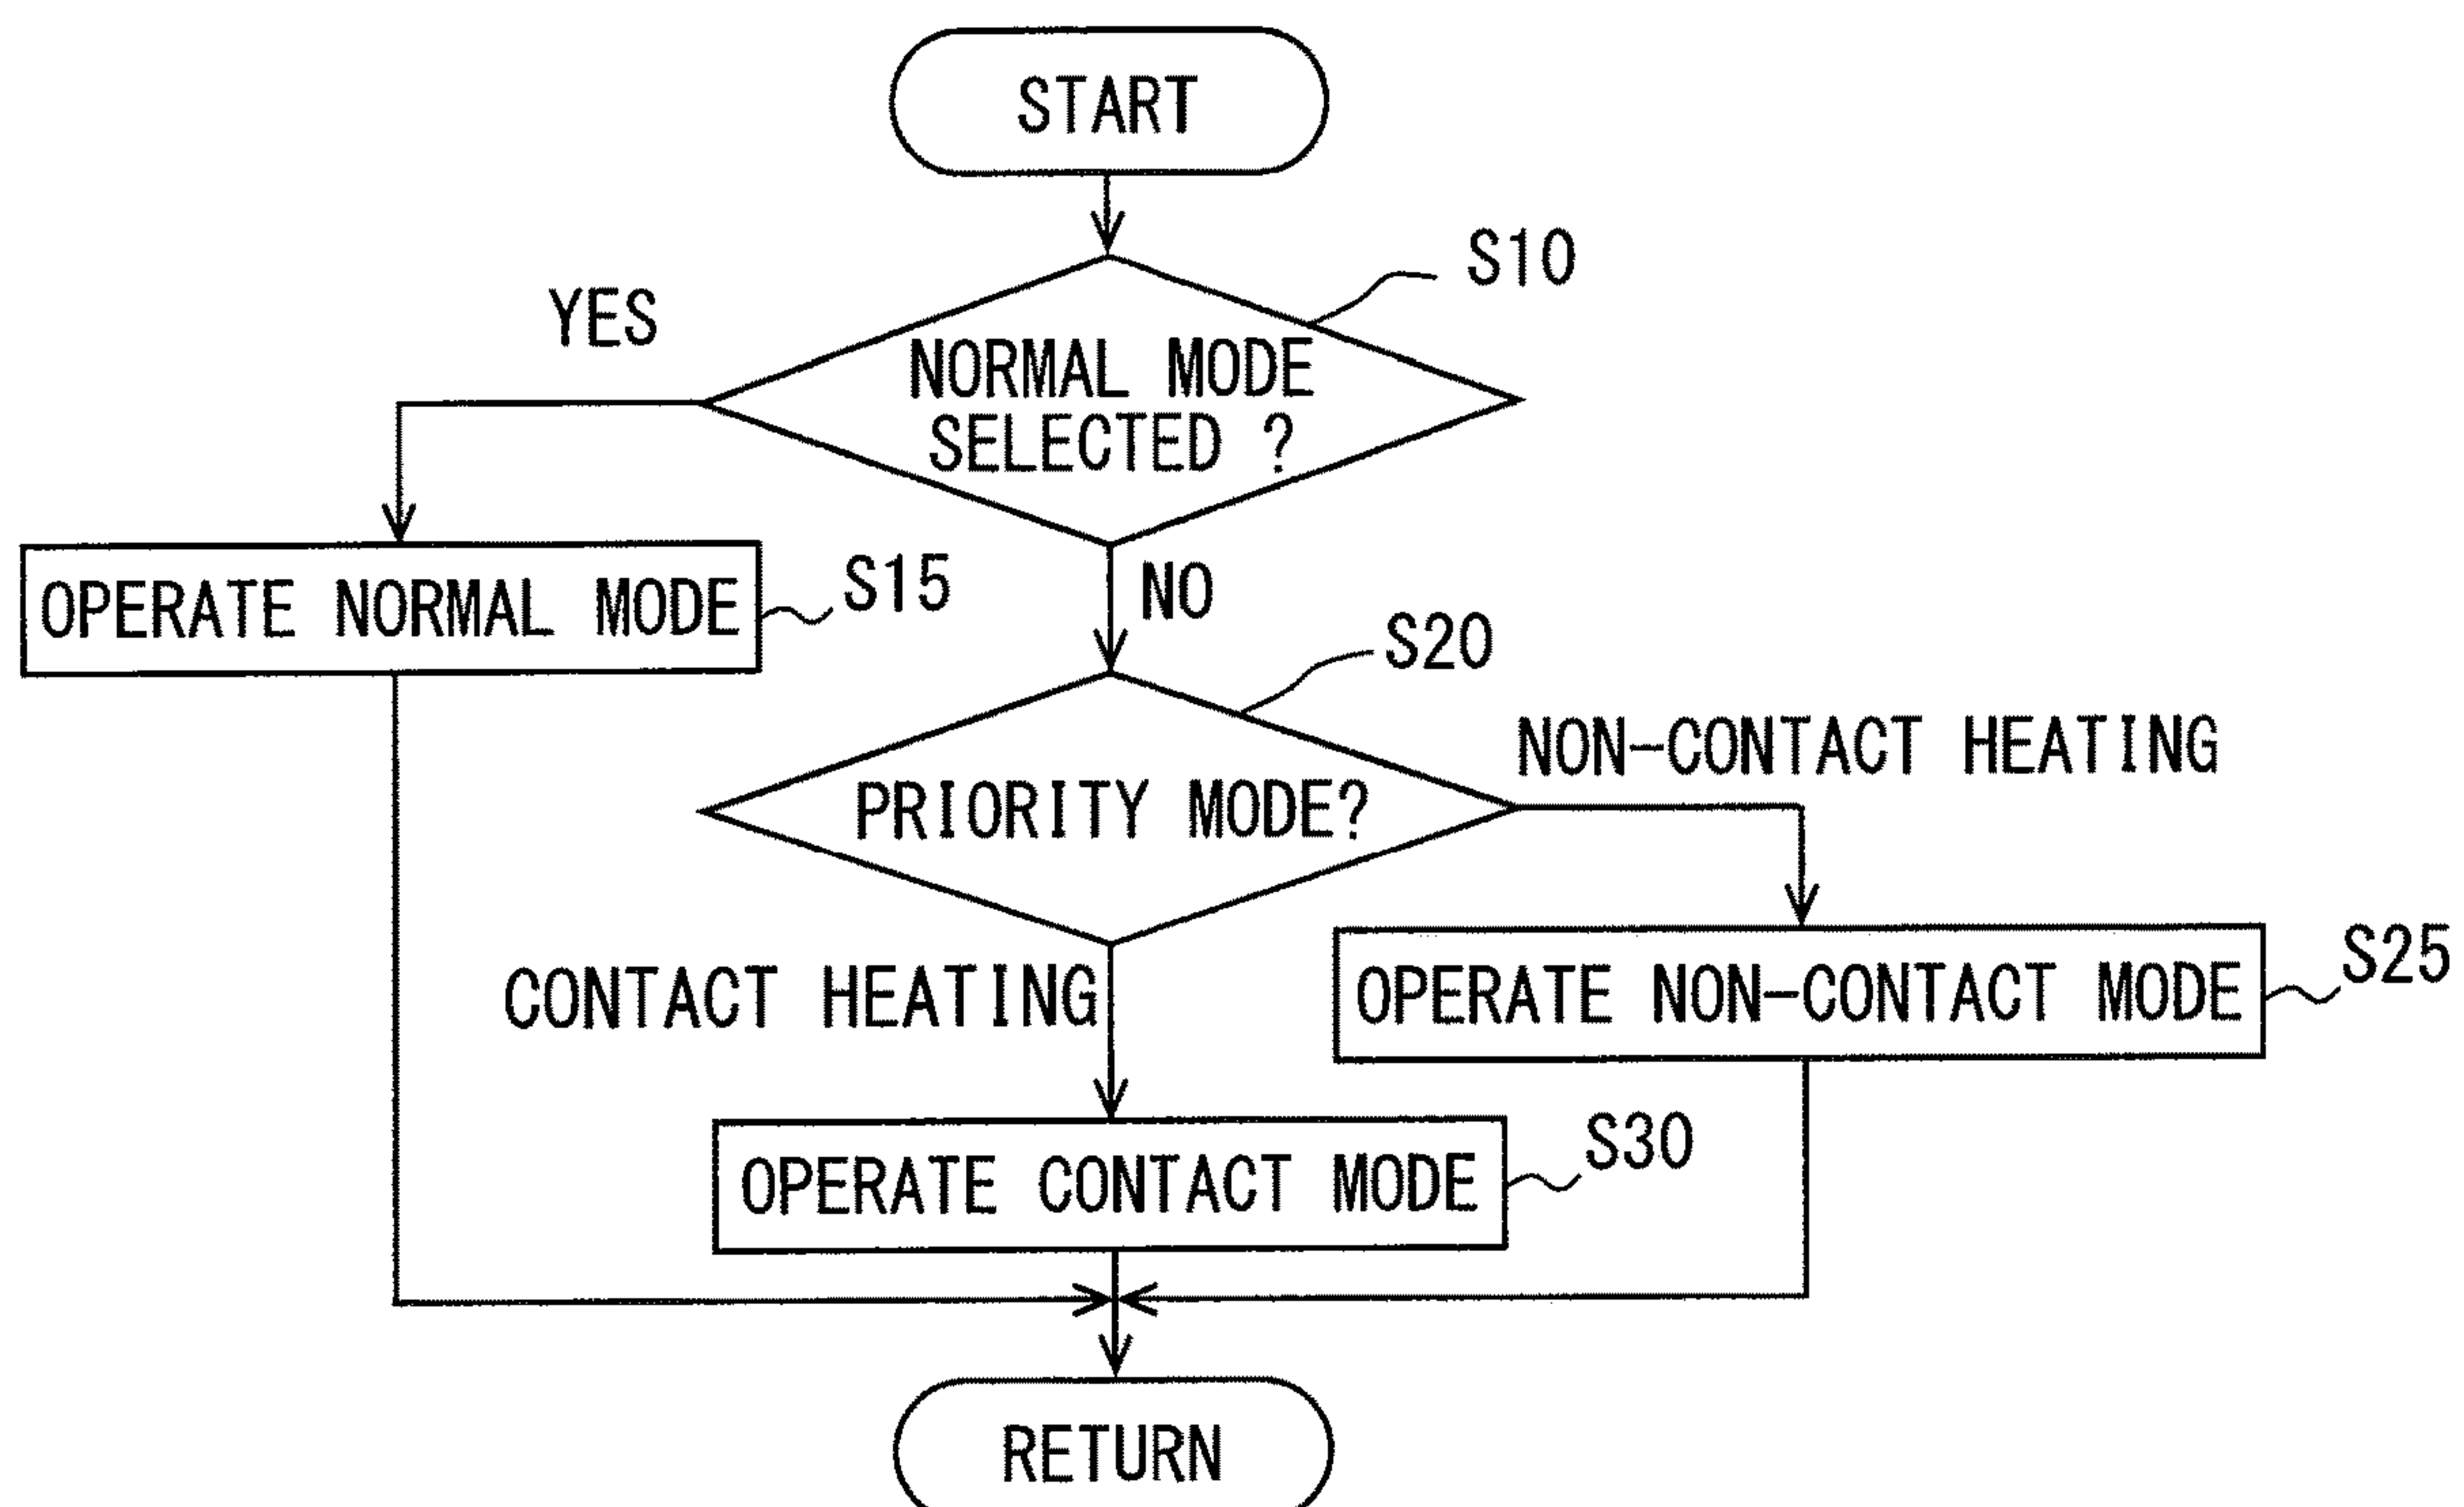 START
S10
YES
NORMAL MODE
SELECTED ?
OPERATE NORMAL MODE
S15
NO
S20
NON-CONTACT HEATING
PRIORITY MODE?
CONTACT HEATING
OPERATE NON-CONTACT MODE
S25
OPERATE CONTACT MODE
S30
RETURN